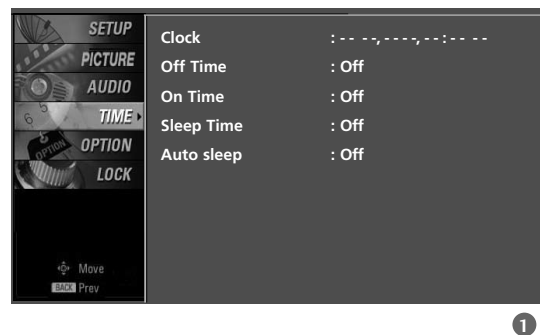 SETUP
PICTURE
AUDIO
TIME
OPTION
LOCK
Move
BACK Prev
Clock : -- --, ----, --:-- --
Off Time : Off
On Time : Off
Sleep Time : Off
Auto sleep : Off
1